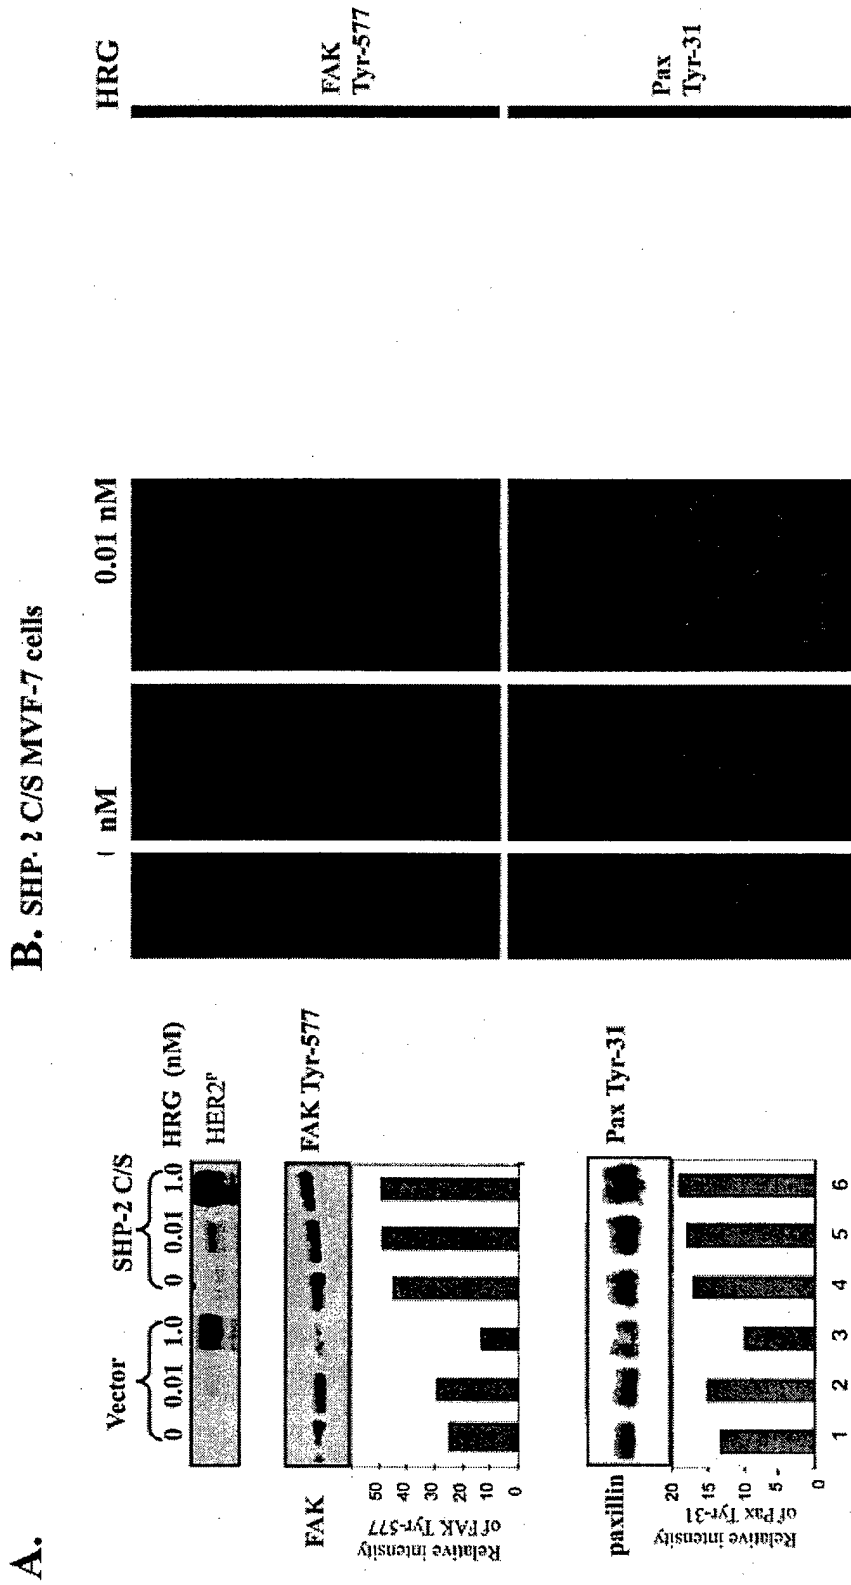 A.
Vector
SHP-2 C/S
0 0.01 1.0 0 0.01 1.0 HRG (nM)
HER2ᴾ
FAK
FAK Tyr-577
Relative intensity
of FAK Tyr-577
50
40
30
20
10
0
paxillin
Pax Tyr-31
Relative intensity
of Pax Tyr-31
20
15
10
5
0
1 2 3 4 5 6
B. SHP-2 C/S MVF-7 cells
nM
0.01 nM
HRG
FAK
Tyr-577
Pax
Tyr-31